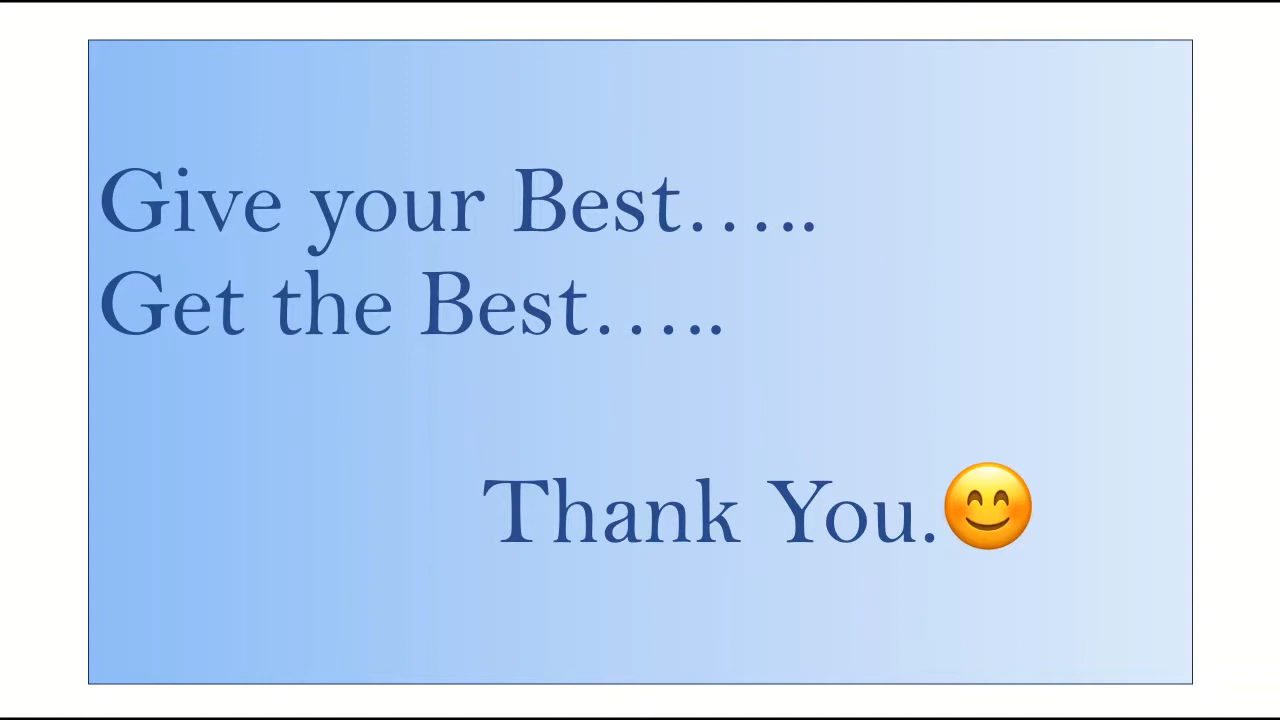 Give your Best…..
Get the Best…..
Thank You.😊